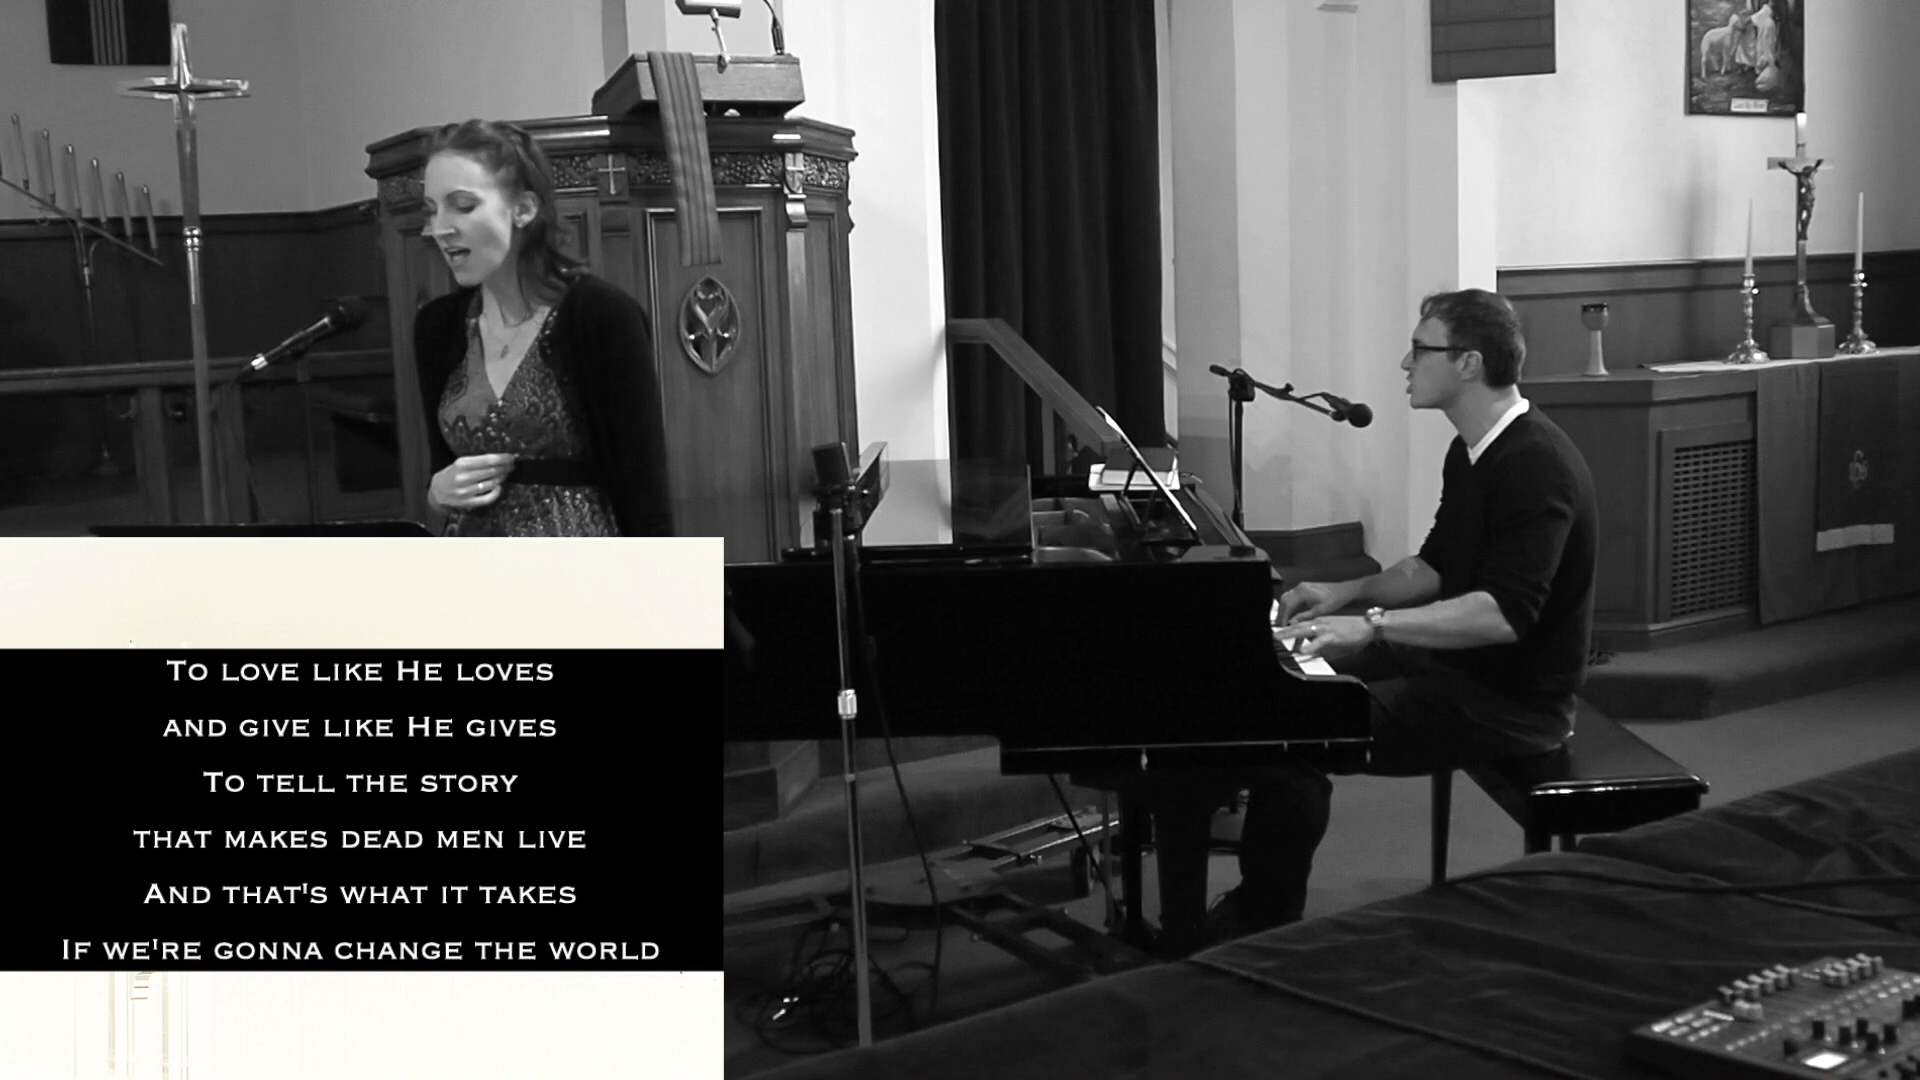 To love like He loves
and give like He gives
To tell the story
that makes dead men live
And that's what it takes
If we're gonna change the world